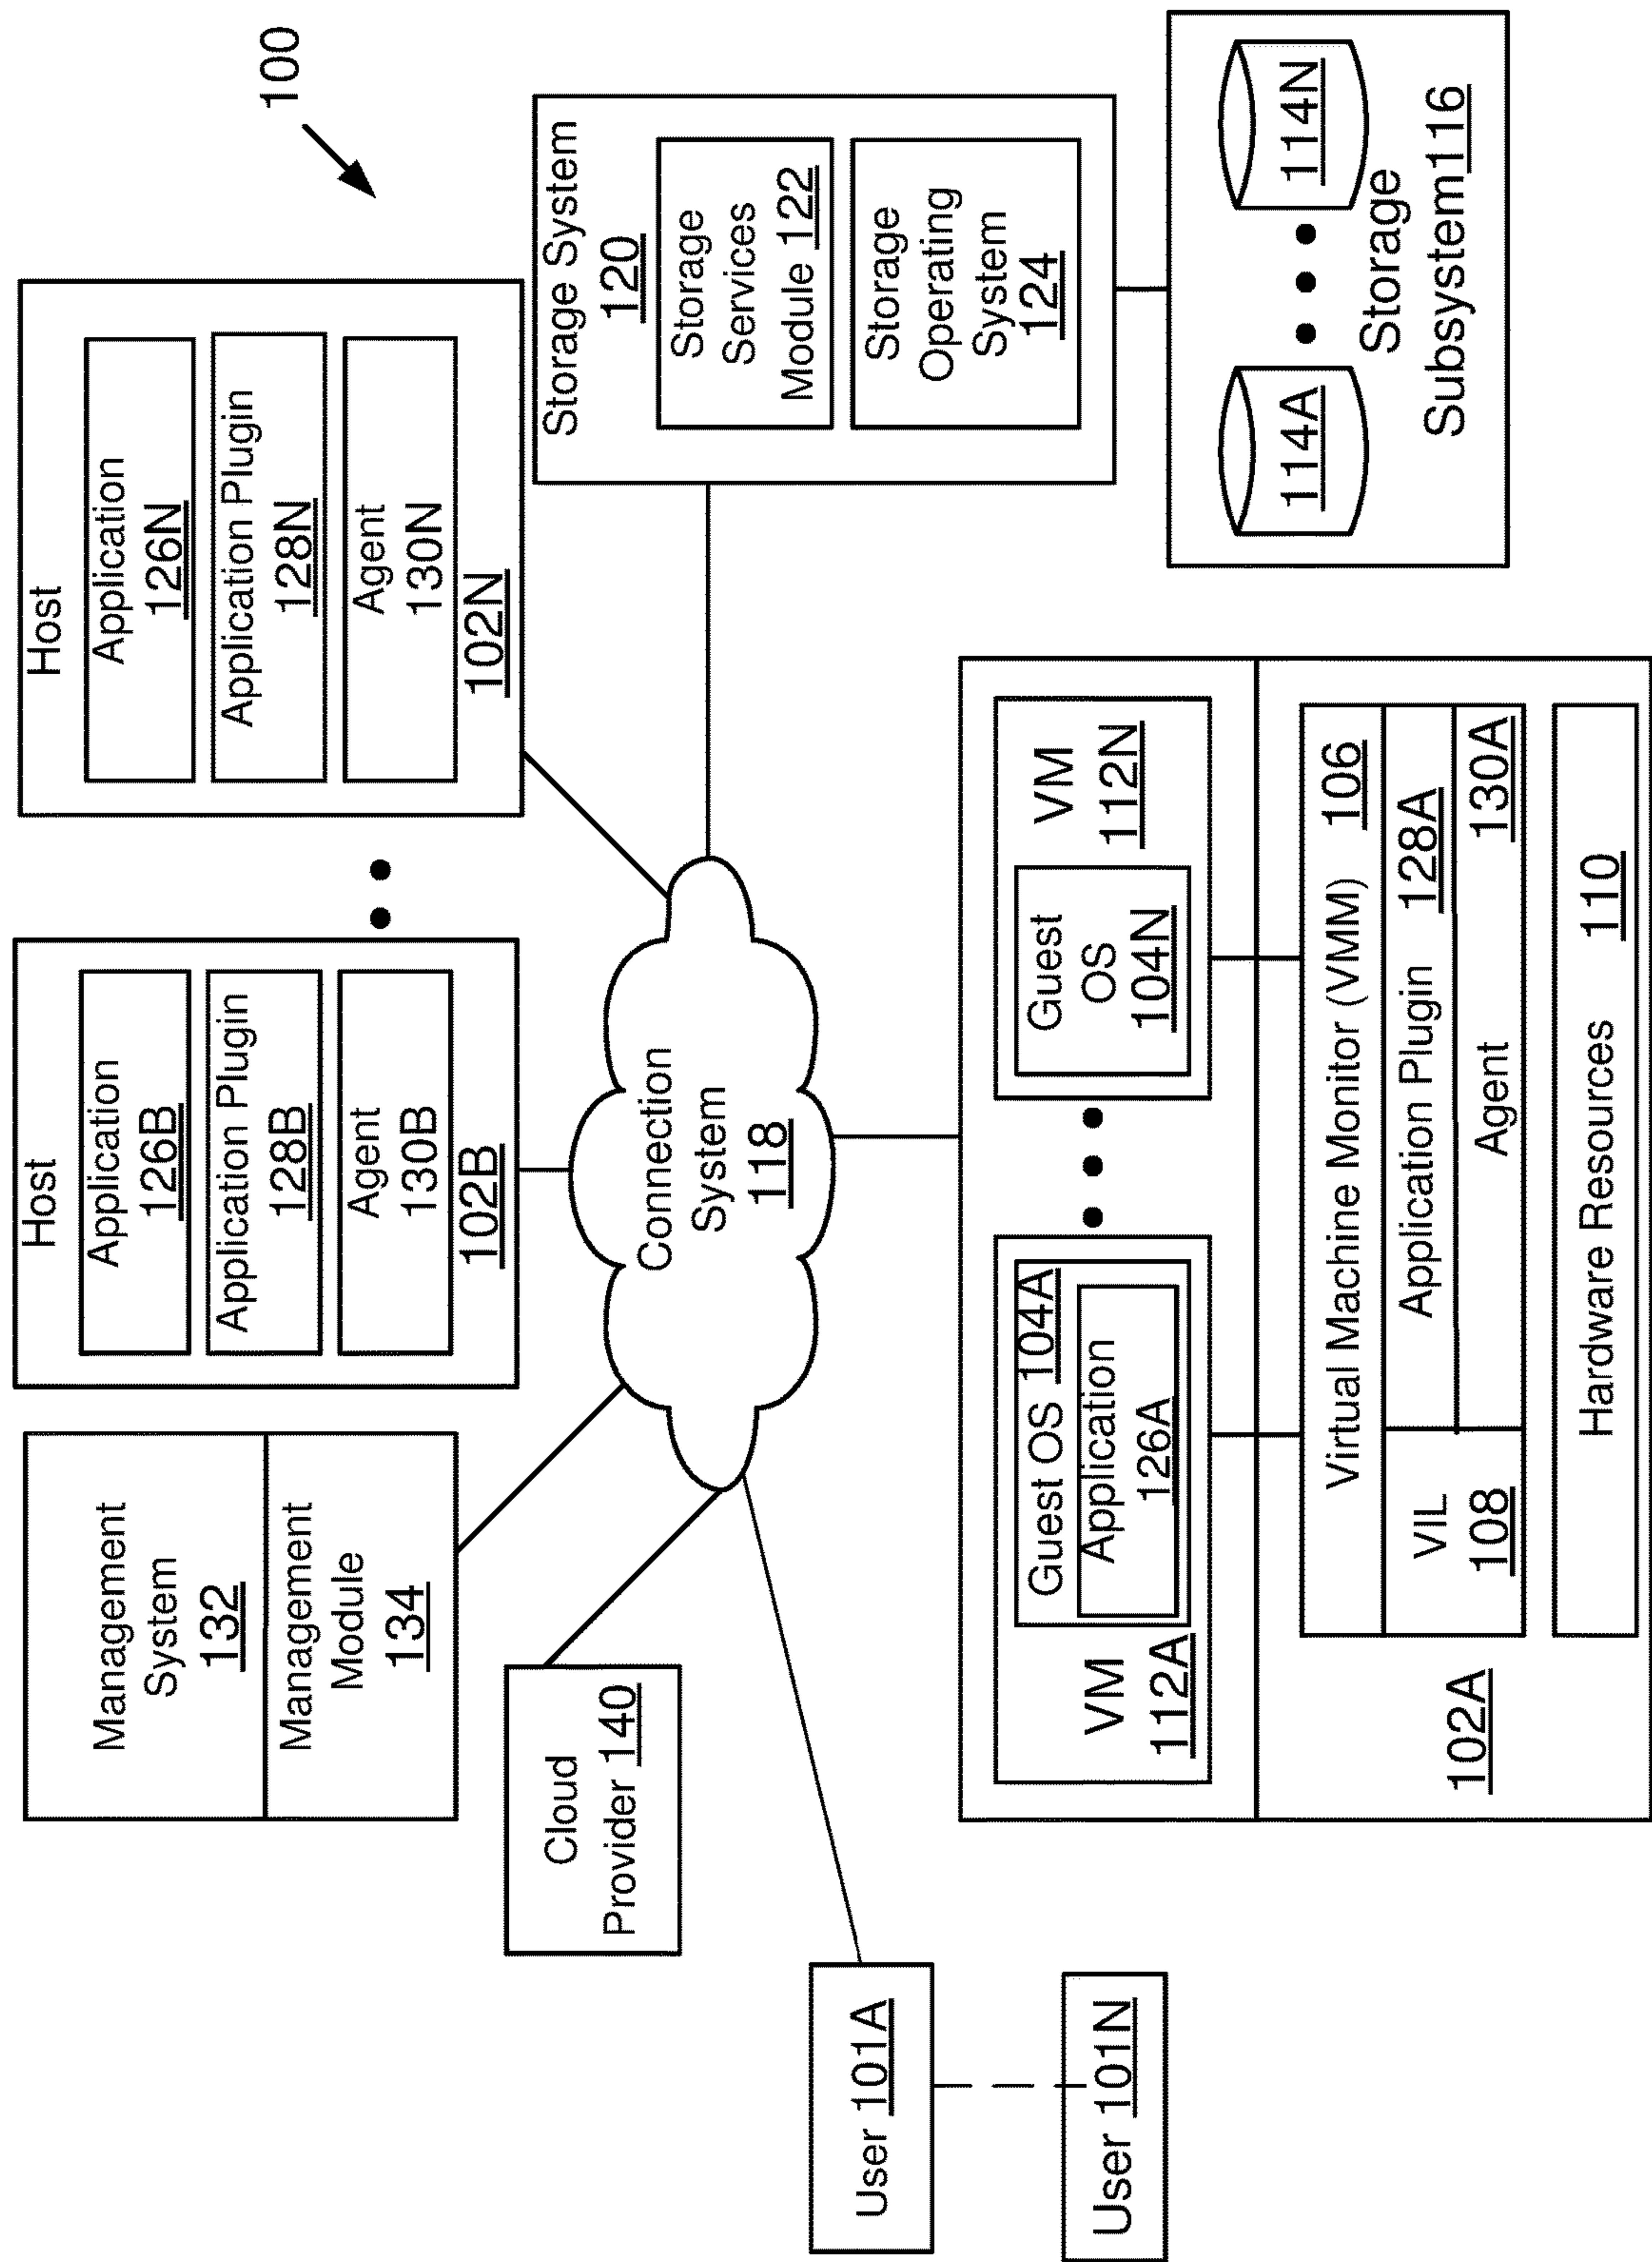 100
Management
System
132
Management
Module
134
Host
Application
126B
Application Plugin
128B
Agent
130B
102B
Host
Application
126N
Application Plugin
128N
Agent
130N
102N
Cloud
Provider 140
Connection
System
118
Storage System
120
Storage
Services
Module 122
Storage
Operating
System
124
User 101A
User 101N
VM
112A
Guest OS 104A
Application
126A
Guest
OS
104N
VM
112N
Virtual Machine Monitor (VMM) 106
VIL
108
Application Plugin 128A
Agent 130A
Hardware Resources 110
102A
114A
114N
Storage
Subsystem116